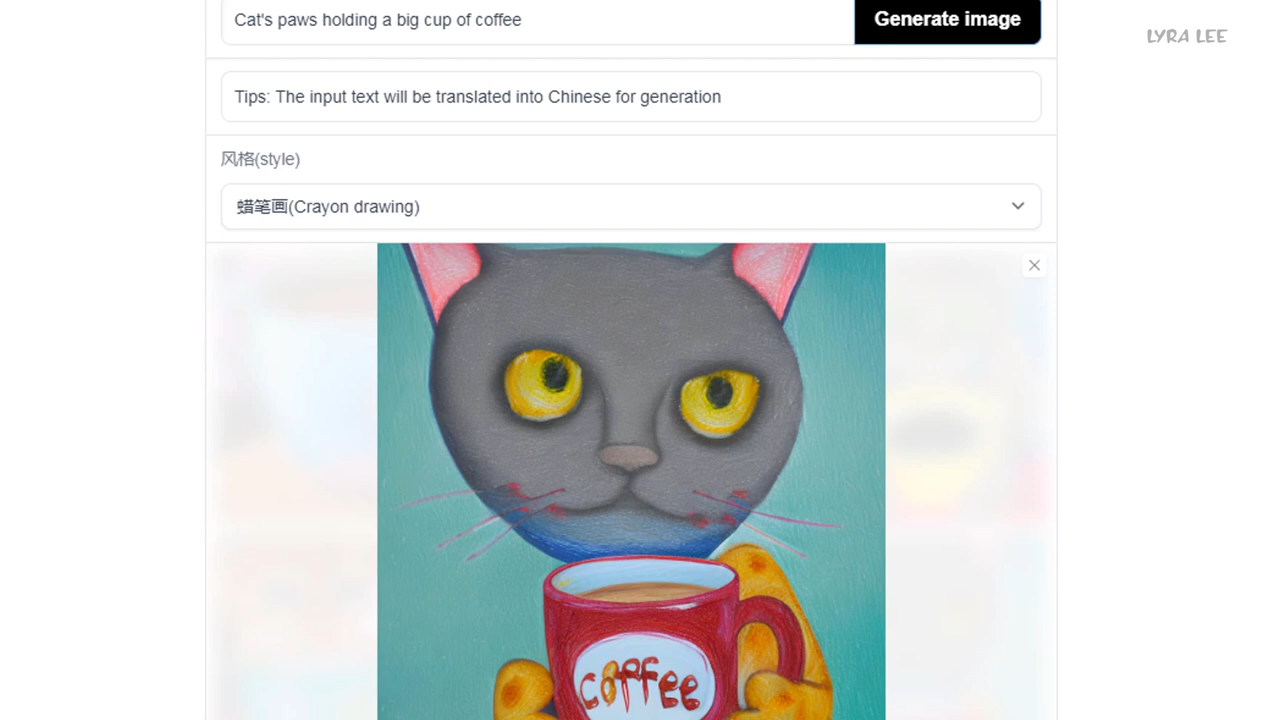 Cat's paws holding a big cup of coffee
Generate image
LYRA LEE
Tips: The input text will be translated into Chinese for generation
风格(style)
蜡笔画(Crayon drawing)
COFFEE